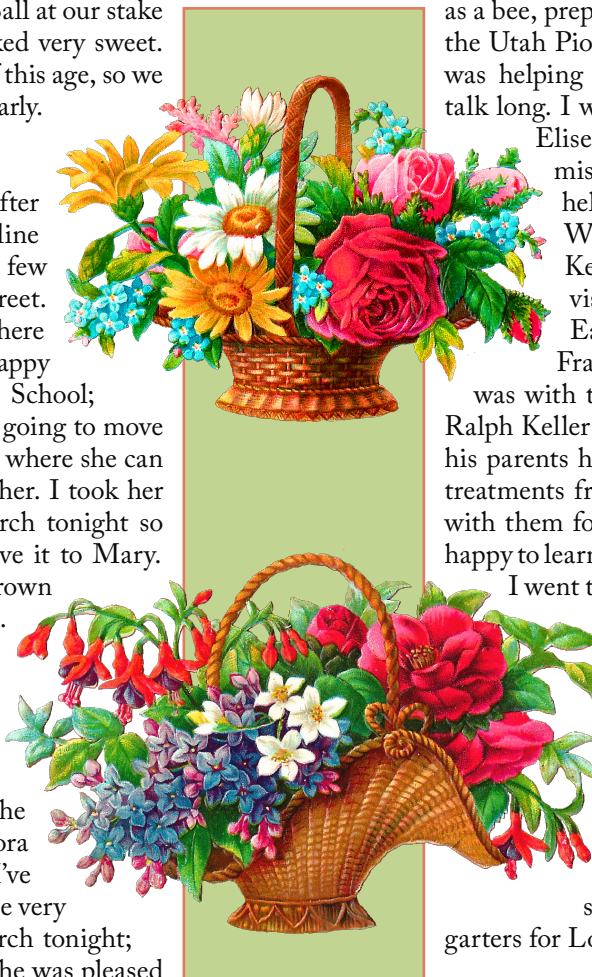 Ball at our stake
ked very sweet.
f this age, so we
arly.
fter
line
few
reet.
here
appy
School;
going to move
where she can
her. I took her
rch tonight so
ve it to Mary.
rown
.
he
ora
I've
e very
rch tonight;
he was pleased
as a bee, prep
the Utah Pio
was helping
talk long. I w
Elise
mis
hel
W
Ke
vis
Ea
Fra
was with t
Ralph Keller
his parents h
treatments fr
with them fo
happy to learn
I went t
s
garters for Lo